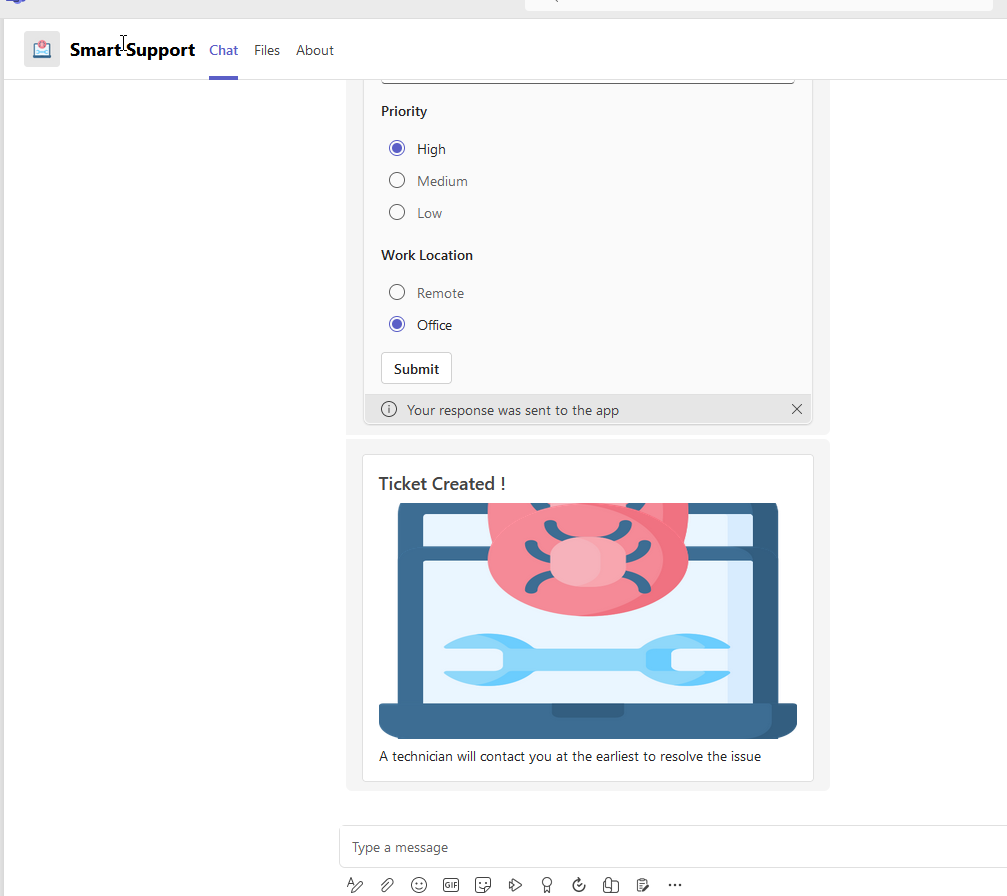 Smart Support Chat Files About
Priority
High
Medium
Low
Work Location
Remote
Office
Submit
Your response was sent to the app
Ticket Created !
A technician will contact you at the earliest to resolve the issue
Type a message
GIF